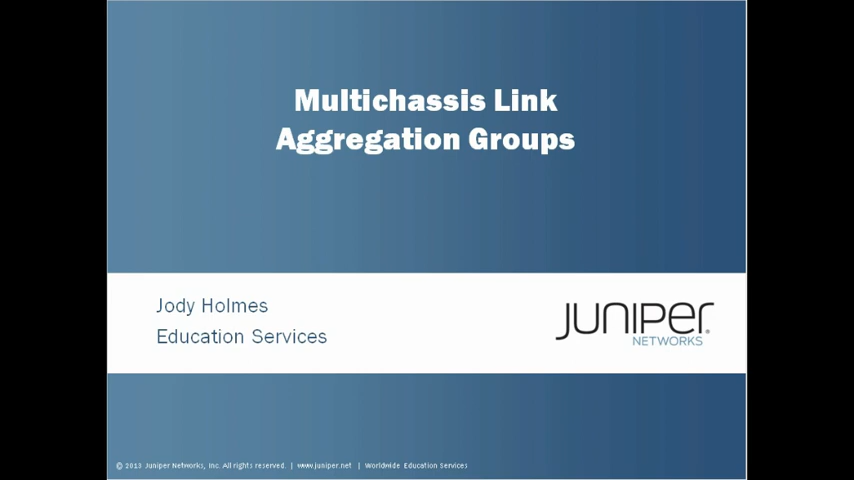 Multichassis Link
Aggregation Groups
Jody Holmes
Education Services
JUNIPER
NETWORKS
© 2013 Juniper Networks, Inc. All rights reserved. | www.juniper.net | Worldwide Education Services